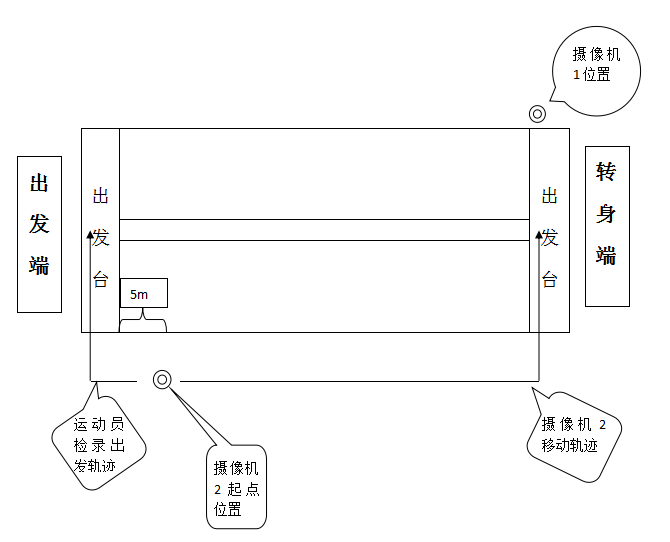 摄像机
1位置
出发端
出发台
出发台
转身端
5m
运动员
检录出
发轨迹
摄像机
2起点
位置
摄像机2
移动轨迹